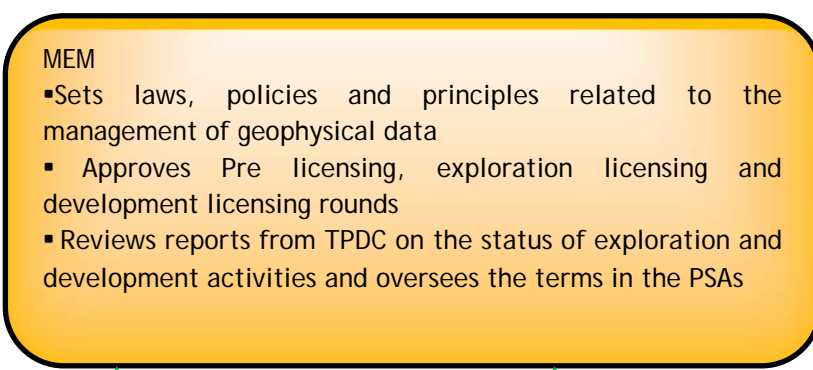 MEM
▪Sets laws, policies and principles related to the
management of geophysical data
▪ Approves Pre licensing, exploration licensing and
development licensing rounds
▪ Reviews reports from TPDC on the status of exploration and
development activities and oversees the terms in the PSAs